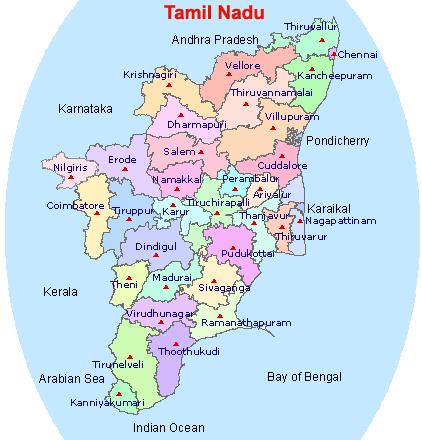 Tamil Nadu
Thiruvallur
Andhra Pradesh
Chennai
Vellore
Krishnagiri
Kancheepuram
Thiruvannamalai
Karnataka
Villupuram
Dharmapuri
Pondicherry
Salem
Erode
Cuddalore
Nilgiris
Perambalur
Namakkal
Ariyalur
Coimbatore
Tiruchirapalli
Karaikal
Tiruppur
Karur
Thanjavur
Nagapattinam
Thiruvarur
Dindigul
Pudukottai
Madurai
Theni
Sivaganga
Kerala
Virudhunagar
Ramanathapuram
Thoothukudi
Tirunelveli
Arabian Sea
Bay of Bengal
Kanniyakumari
Indian Ocean